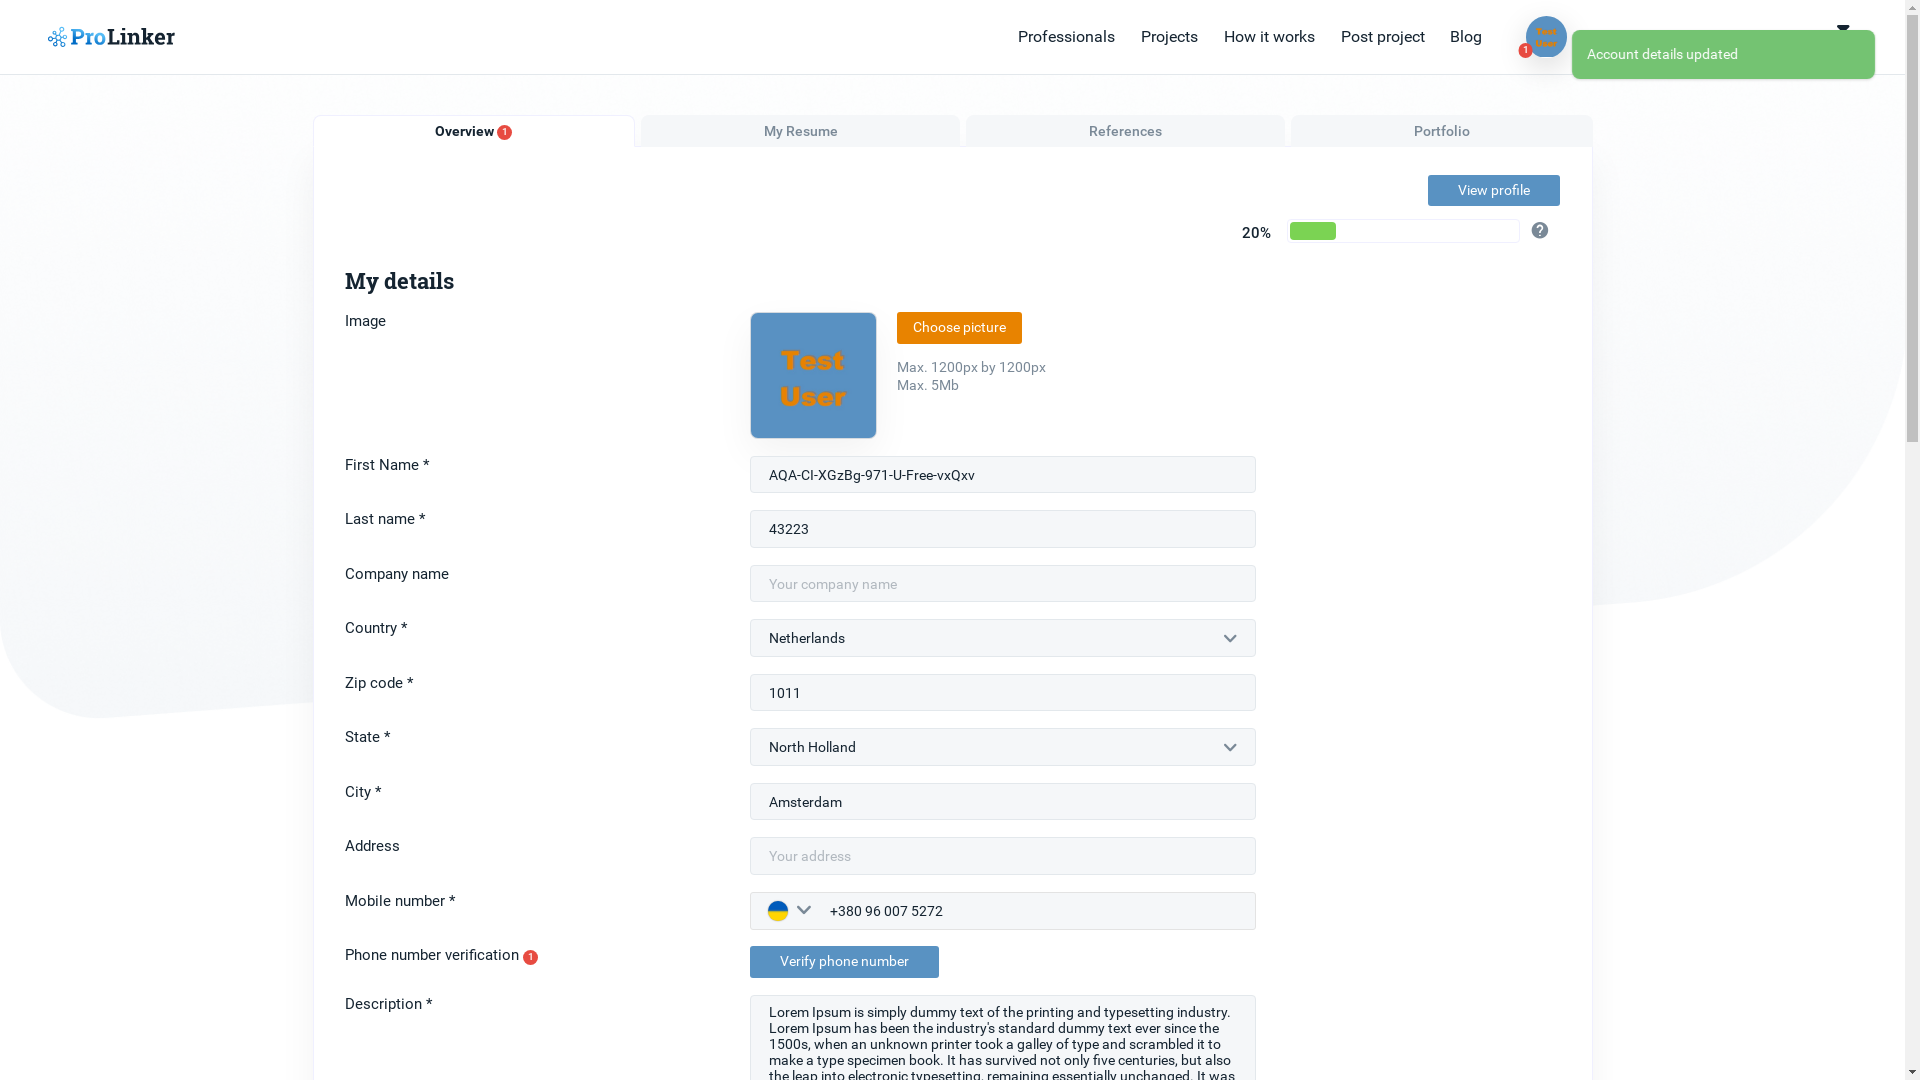 ProLinker
Professionals
Projects
How it works
Post project
Blog
Test
User
1
Account details updated
Overview 1
My Resume
References
Portfolio
View profile
20%
?
My details
Image
Test
User
Choose picture
Max. 1200px by 1200px
Max. 5Mb
First Name *
AQA-CI-XGzBg-971-U-Free-vxQxv
Last name *
43223
Company name
Your company name
Country *
Netherlands
Zip code *
1011
State *
North Holland
City *
Amsterdam
Address
Your address
Mobile number *
+380 96 007 5272
Phone number verification 1
Verify phone number
Description *
Lorem Ipsum is simply dummy text of the printing and typesetting industry.
Lorem Ipsum has been the industry's standard dummy text ever since the
1500s, when an unknown printer took a galley of type and scrambled it to
make a type specimen book. It has survived not only five centuries, but also
the leap into electronic typesetting, remaining essentially unchanged. It was